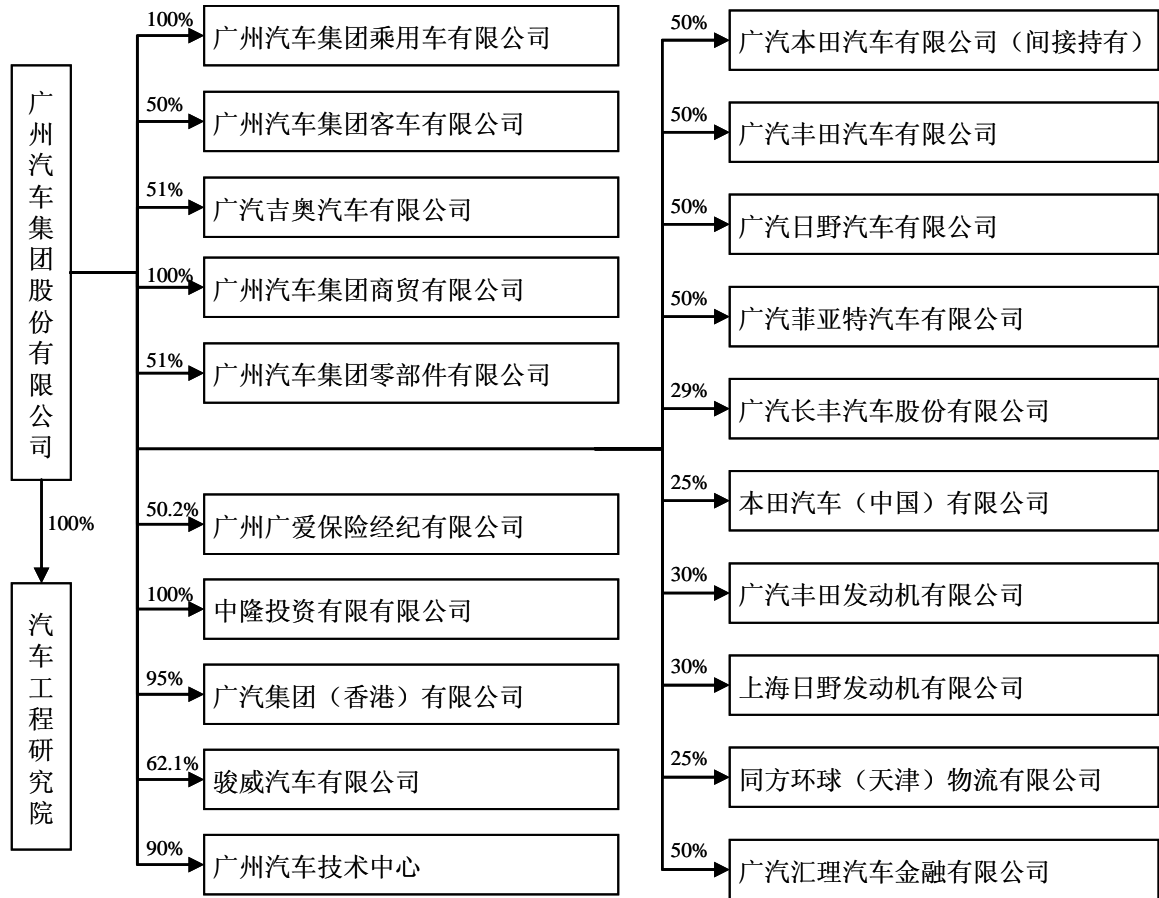 广州汽车集团股份有限公司
100%
汽车工程研究院
100%
广州汽车集团乘用车有限公司
50%
广州汽车集团客车有限公司
51%
广汽吉奥汽车有限公司
100%
广州汽车集团商贸有限公司
51%
广州汽车集团零部件有限公司
50.2%
广州广爱保险经纪有限公司
100%
中隆投资有限有限公司
95%
广汽集团（香港）有限公司
62.1%
骏威汽车有限公司
90%
广州汽车技术中心
50%
广汽本田汽车有限公司（间接持有）
50%
广汽丰田汽车有限公司
50%
广汽日野汽车有限公司
50%
广汽菲亚特汽车有限公司
29%
广汽长丰汽车股份有限公司
25%
本田汽车（中国）有限公司
30%
广汽丰田发动机有限公司
30%
上海日野发动机有限公司
25%
同方环球（天津）物流有限公司
50%
广汽汇理汽车金融有限公司